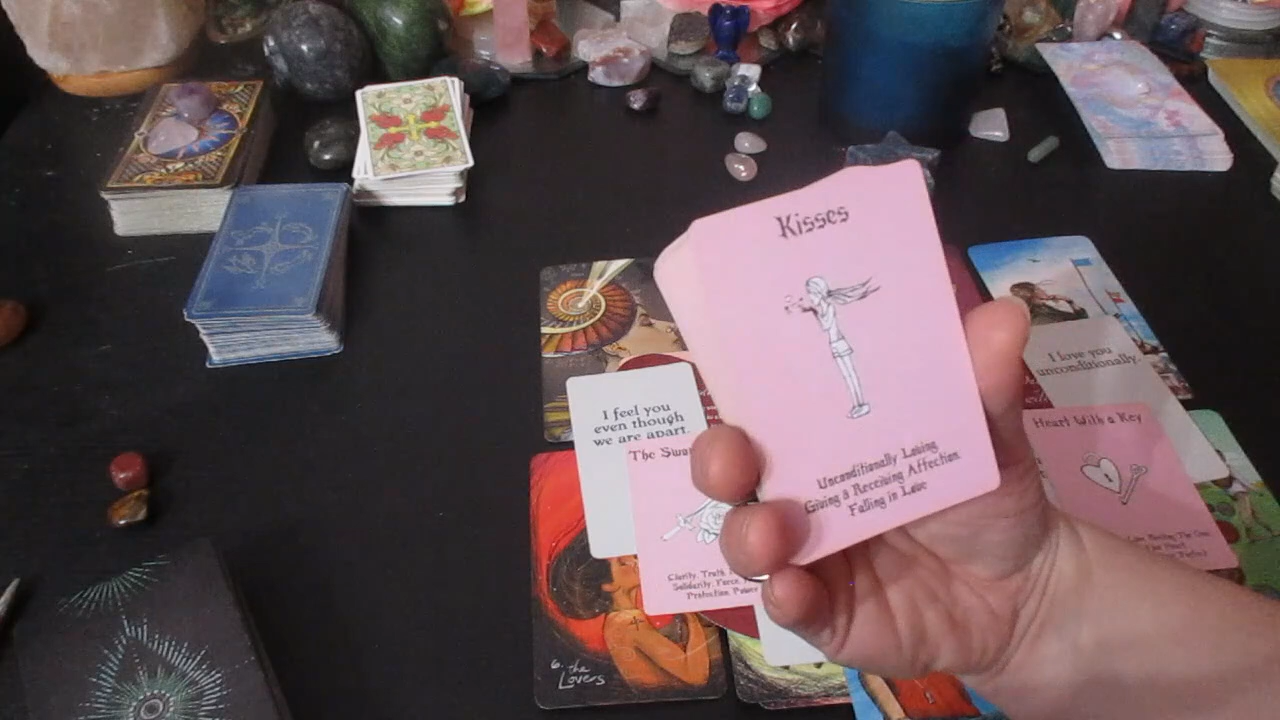 Kisses
Unconditionally Loving
Giving & Receiving Affection
Falling in Love
I feel you
even though
we are apart.
The
Clarity, Truth
Solidarity, Force,
Protection Power
6. the
Lovers
I love you
unconditionally.
Heart With a Key